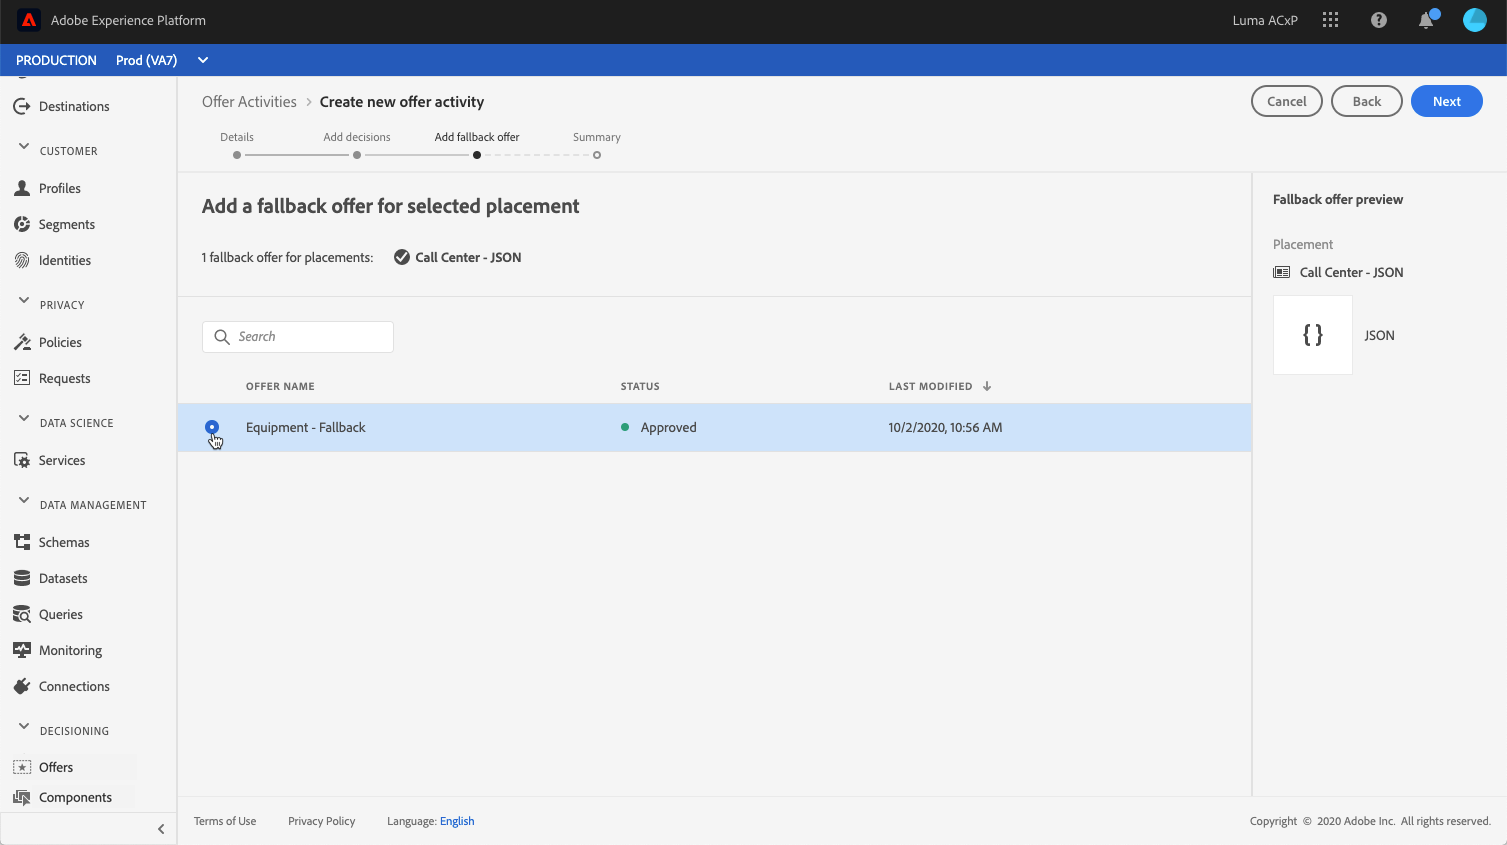 Adobe Experience Platform
Luma ACxP
PRODUCTION Prod (VA7)
Destinations
CUSTOMER
Profiles
Segments
Identities
PRIVACY
Policies
Requests
DATA SCIENCE
Services
DATA MANAGEMENT
Schemas
Datasets
Queries
Monitoring
Connections
DECISIONING
Offers
Components
Offer Activities > Create new offer activity
Cancel Back Next
Details Add decisions Add fallback offer Summary
Add a fallback offer for selected placement
1 fallback offer for placements: Call Center - JSON
Search
OFFER NAME STATUS LAST MODIFIED ↓
Equipment - Fallback Approved 10/2/2020, 10:56 AM
Fallback offer preview
Placement
Call Center - JSON
{} JSON
Terms of Use Privacy Policy Language: English
Copyright © 2020 Adobe Inc. All rights reserved.